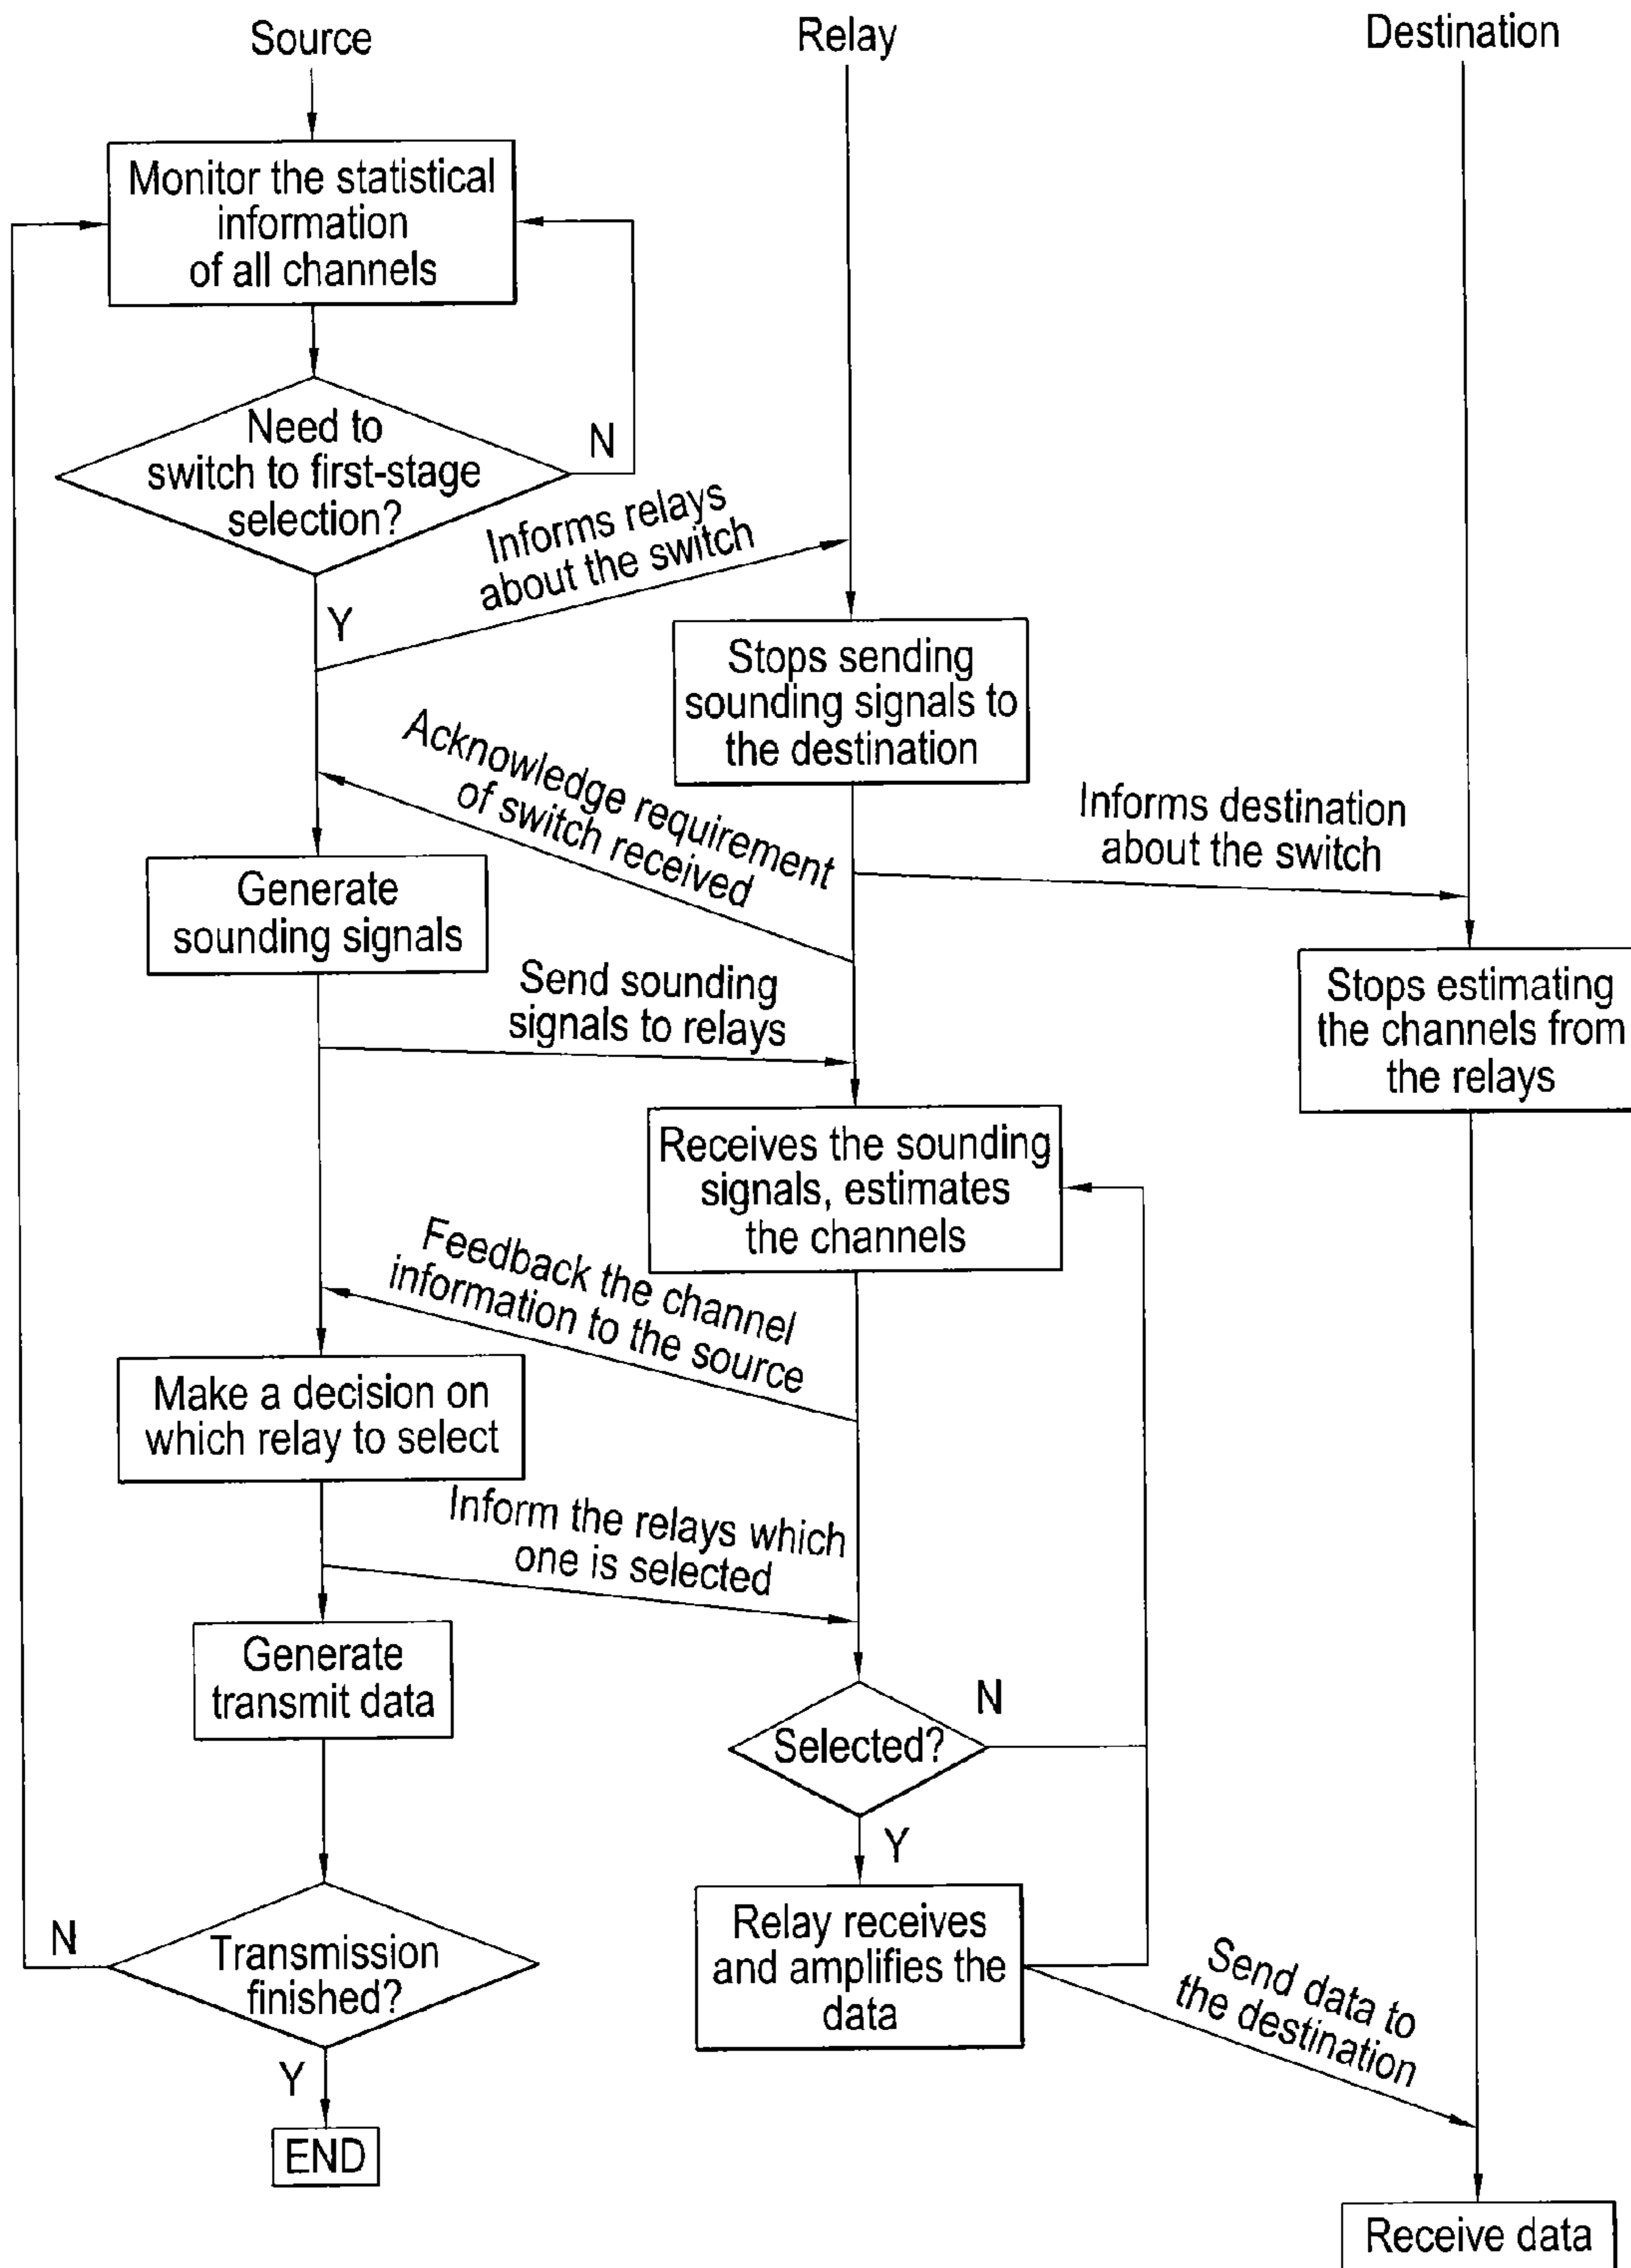 Source
Relay
Destination
Monitor the statistical
information
of all channels
Need to
switch to first-stage
selection?
N
Informs relays
about the switch
Y
Stops sending
sounding signals to
the destination
Acknowledge requirement
of switch received
Informs destination
about the switch
Generate
sounding signals
Send sounding
signals to relays
Stops estimating
the channels from
the relays
Receives the sounding
signals, estimates
the channels
Feedback the channel
information to the source
Make a decision on
which relay to select
Inform the relays which
one is selected
Generate
transmit data
Selected?
N
Y
Relay receives
and amplifies the
data
Transmission
finished?
N
Send data to
the destination
Y
END
Receive data